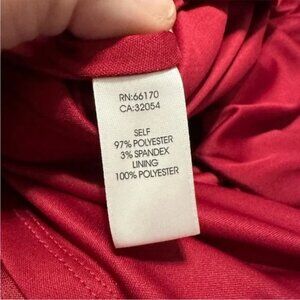 RN:66170
CA:32054
SELF
97% POLYESTER
3% SPANDEX
LINING
100% POLYESTER